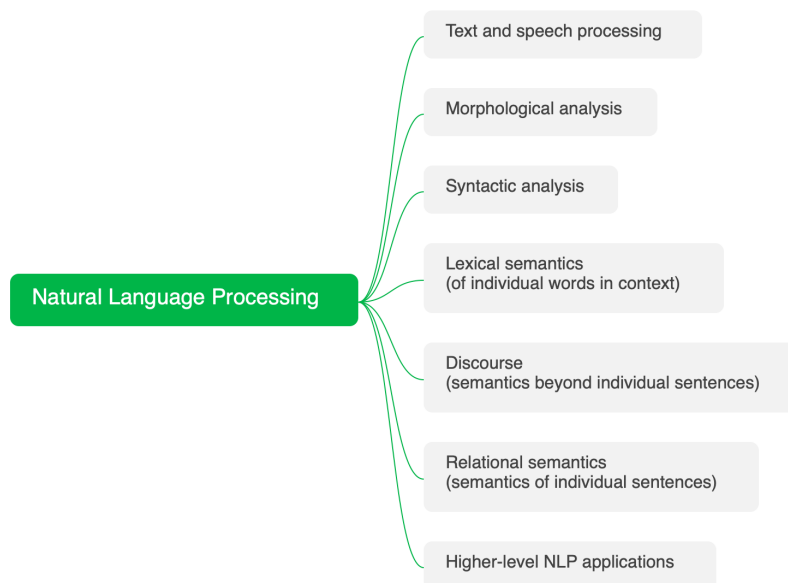 Natural Language Processing
Text and speech processing
Morphological analysis
Syntactic analysis
Lexical semantics
(of individual words in context)
Discourse
(semantics beyond individual sentences)
Relational semantics
(semantics of individual sentences)
Higher-level NLP applications